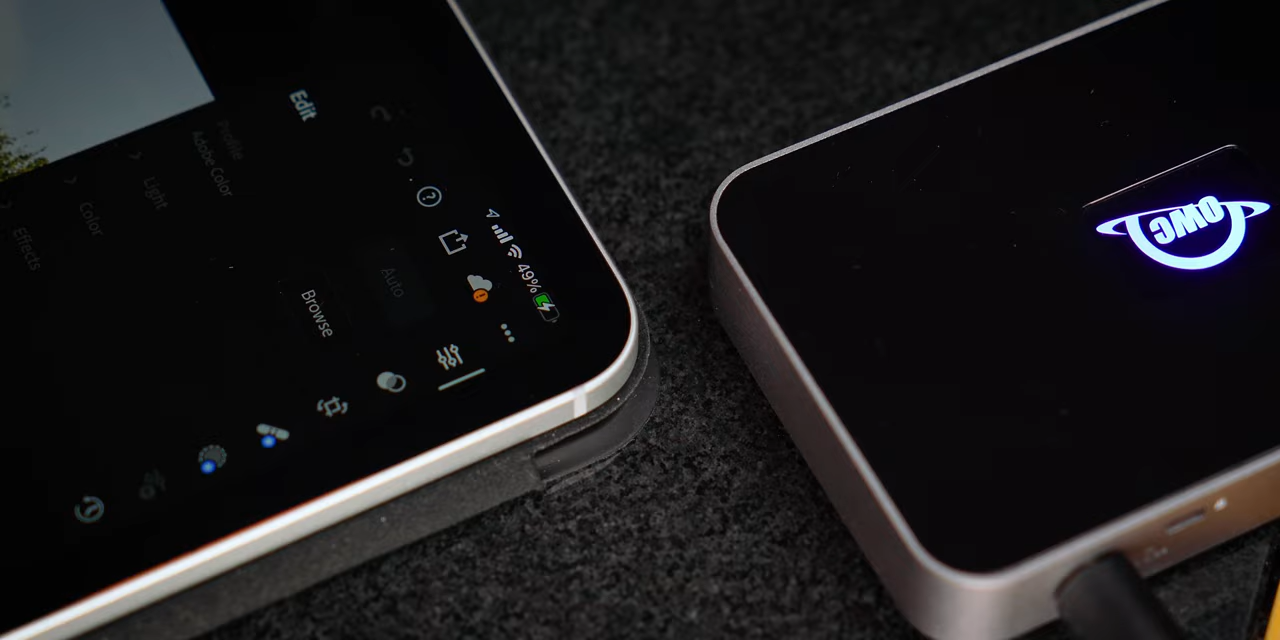 Edit
Profile
Adobe Color
Light
Color
Effects
Auto
Browse
49%
OWC